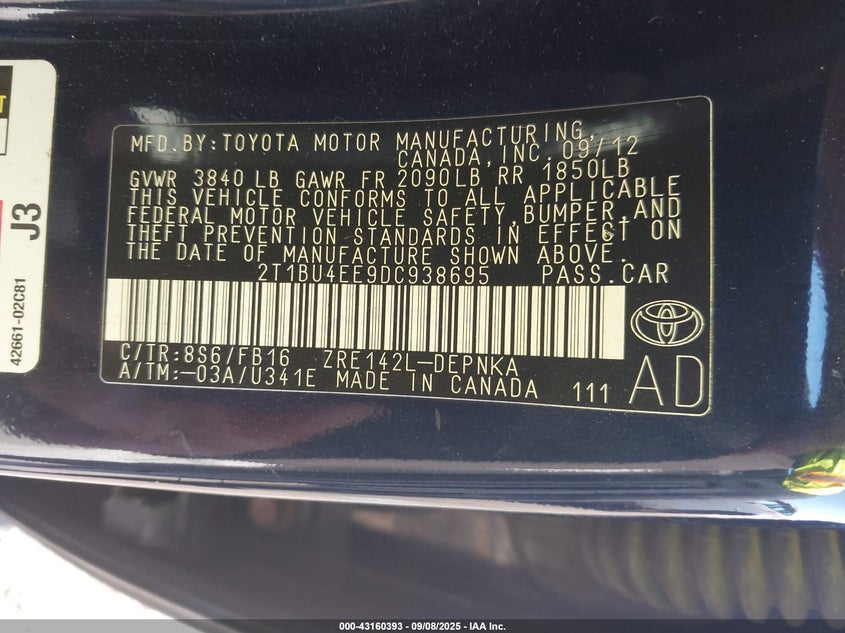 MFD.BY:TOYOTA MOTOR MANUFACTURING,
CANADA,INC. 09/12
GVWR 3840 LB GAWR FR 2090LB RR 1850LB
THIS VEHICLE CONFORMS TO ALL APPLICABLE
FEDERAL MOTOR VEHICLE SAFETY,BUMPER,AND
THEFT PREVENTION STANDARDS IN EFFECT ON
THE DATE OF MANUFACTURE SHOWN ABOVE.
2T1BU4EE9DC938695 PASS.CAR
C/TR:8S6/FB16 ZRE142L-DEPNKA
A/TM:-03A/U341E MADE IN CANADA 111
AD
J3
42661-02C81
000-43160393 - 09/08/2025 - IAA Inc.